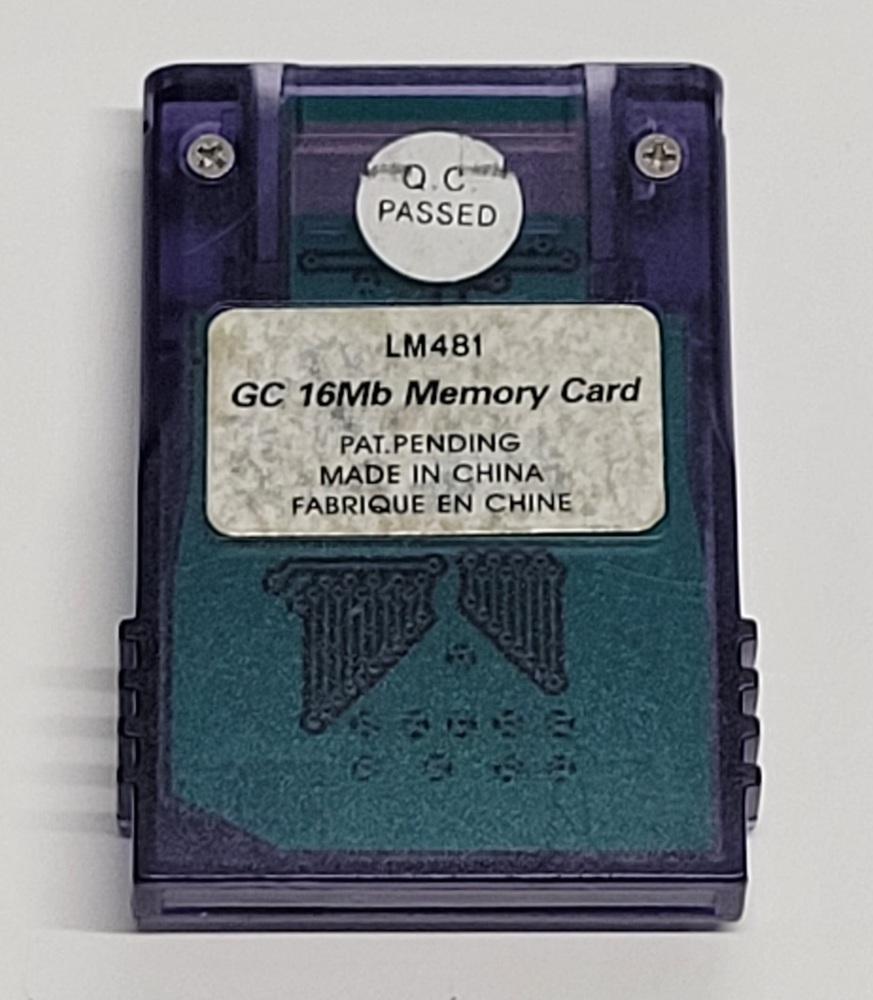 Q.C.
PASSED
LM481
GC 16Mb Memory Card
PAT.PENDING
MADE IN CHINA
FABRIQUE EN CHINE